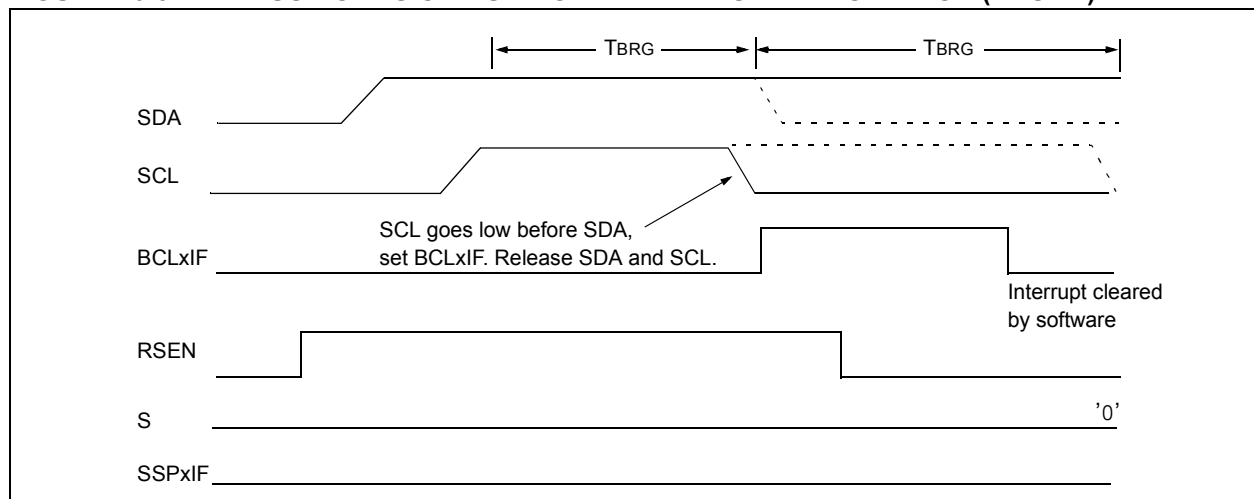 TBRG TBRG
SDA
SCL
SCL goes low before SDA,
set BCLxIF. Release SDA and SCL.
BCLxIF
Interrupt cleared
by software
RSEN
S '0'
SSPxIF